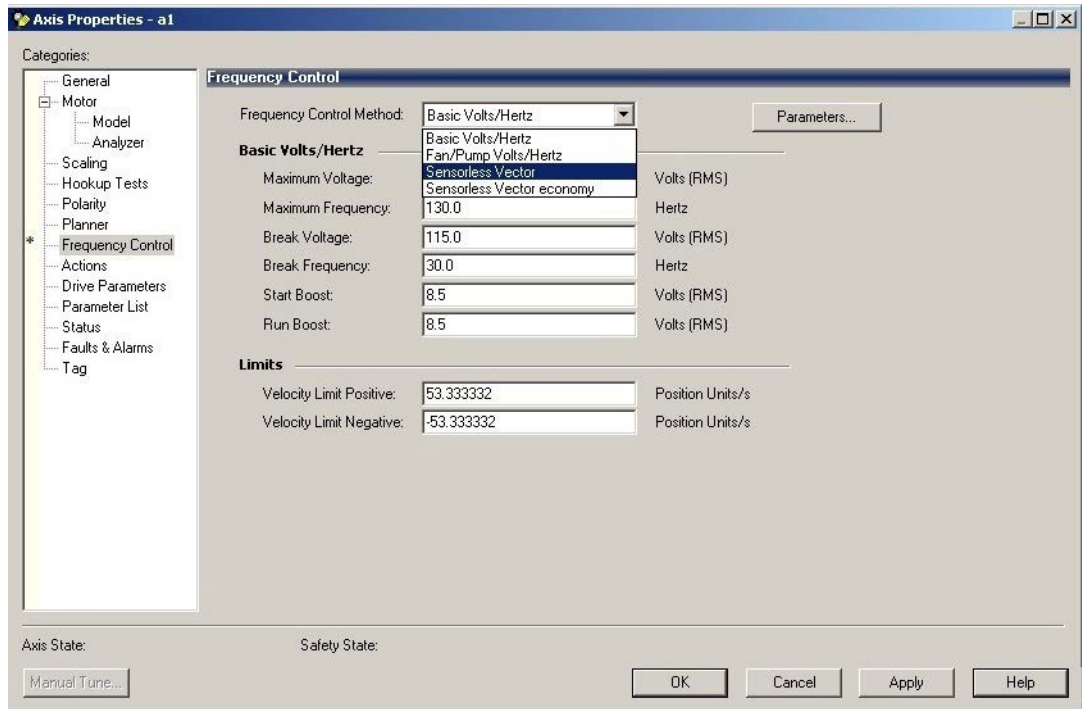 Axis Properties - a1
Categories:
General
Motor
Model
Analyzer
Scaling
Hookup Tests
Polarity
Planner
* Frequency Control
Actions
Drive Parameters
Parameter List
Status
Faults & Alarms
Tag
Frequency Control
Frequency Control Method: Basic Volts/Hertz Parameters...
Basic Volts/Hertz
Fan/Pump Volts/Hertz
Sensorless Vector
Sensorless Vector economy
Basic Volts/Hertz
Maximum Voltage: Volts (RMS)
Maximum Frequency: 130.0 Hertz
Break Voltage: 115.0 Volts (RMS)
Break Frequency: 30.0 Hertz
Start Boost: 8.5 Volts (RMS)
Run Boost: 8.5 Volts (RMS)
Limits
Velocity Limit Positive: 53.333332 Position Units/s
Velocity Limit Negative: -53.333332 Position Units/s
Axis State: Safety State:
Manual Tune... OK Cancel Apply Help